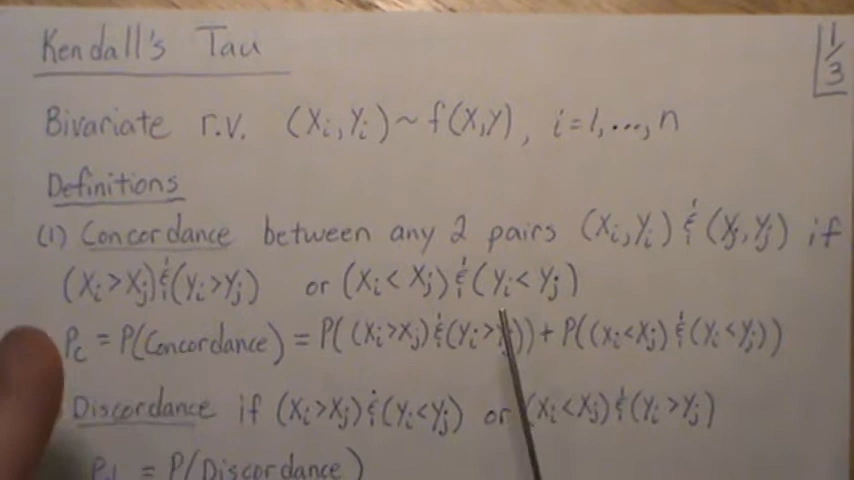 Kendall's Tau
1/3
Bivariate r.v. (Xi,Yi)~f(X,Y), i=1,...,n
Definitions
(1) Concordance between any 2 pairs (Xi,Yi) & (Xj,Yj) if
(Xi>Xj)&(Yi>Yj) or (Xi<Xj)&(Yi<Yj)
Pc = P(Concordance) = P((Xi>Xj)&(Yi>Yj)) + P((Xi<Xj)&(Yi<Yj))
Discordance if (Xi>Xj)&(Yi<Yj) or (Xi<Xj)&(Yi>Yj)
Pd = P(Discordance)